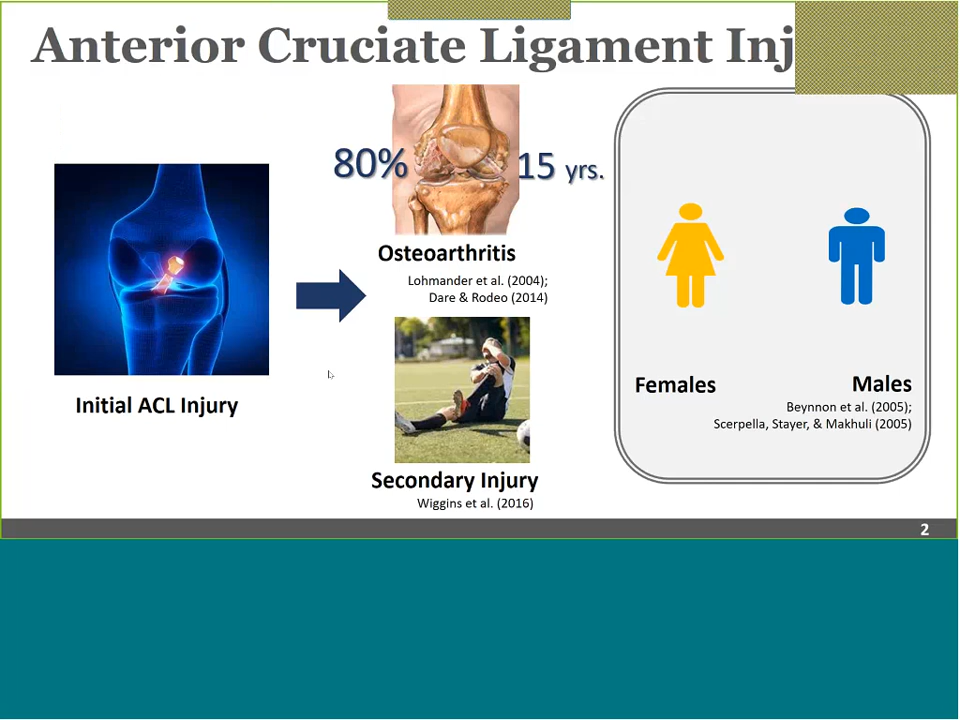 Anterior Cruciate Ligament Inj
80%
15 yrs.
Osteoarthritis
Lohmander et al. (2004);
Dare & Rodeo (2014)
Initial ACL Injury
Secondary Injury
Wiggins et al. (2016)
Females
Males
Beynnon et al. (2005);
Scerpella, Stayer, & Makhuli (2005)
2